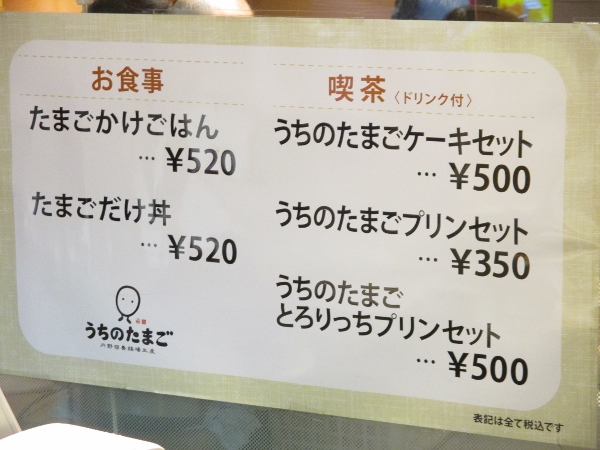 お食事
たまごかけごはん
… ¥520
たまごだけ丼
… ¥520
うちのたまご
喫茶〈ドリンク付〉
うちのたまごケーキセット
… ¥500
うちのたまごプリンセット
… ¥350
うちのたまご
とろりっちプリンセット
… ¥500
表記は全て税込です